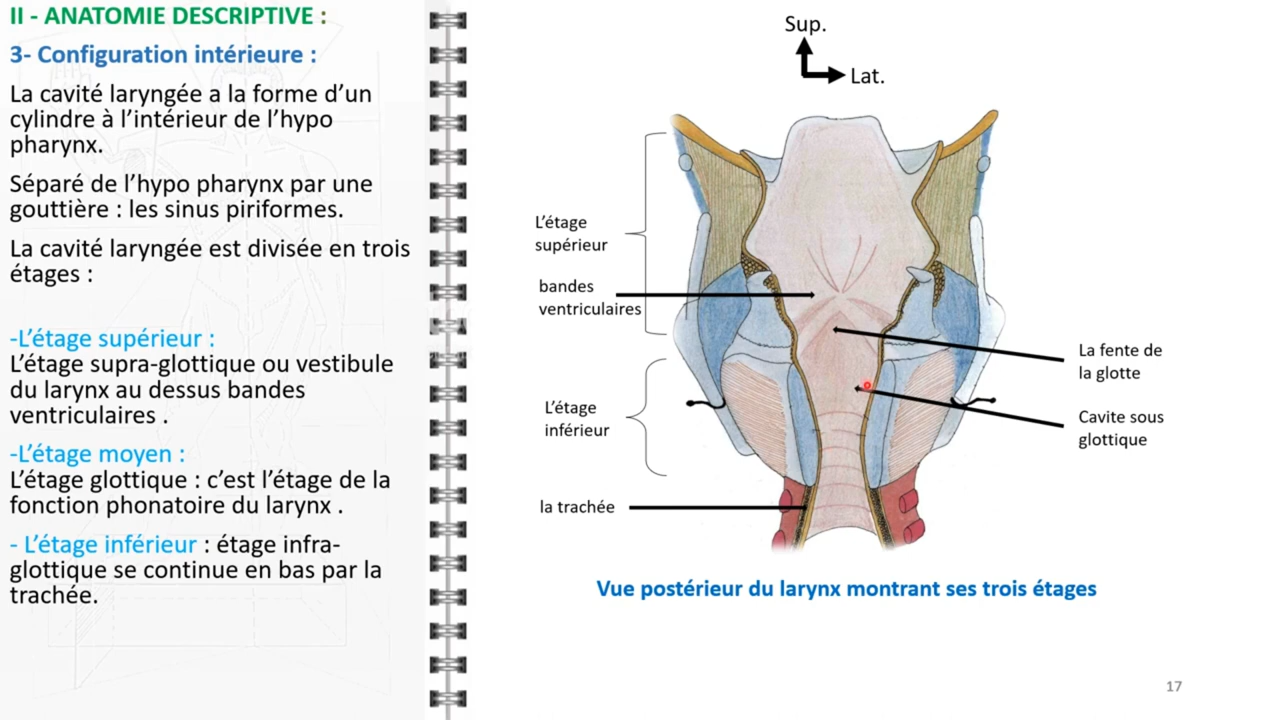 II - ANATOMIE DESCRIPTIVE :
3- Configuration intérieure :
La cavité laryngée a la forme d’un
cylindre à l’intérieur de l’hypo
pharynx.
Séparé de l’hypo pharynx par une
gouttière : les sinus piriformes.
La cavité laryngée est divisée en trois
étages :
-L’étage supérieur :
L’étage supra-glottique ou vestibule
du larynx au dessus bandes
ventriculaires .
-L’étage moyen :
L’étage glottique : c’est l’étage de la
fonction phonatoire du larynx .
- L’étage inférieur : étage infra-
glottique se continue en bas par la
trachée.
Sup.
Lat.
L’étage
supérieur
bandes
ventriculaires
La fente de
la glotte
L’étage
inférieur
Cavite sous
glottique
la trachée
Vue postérieur du larynx montrant ses trois étages
17